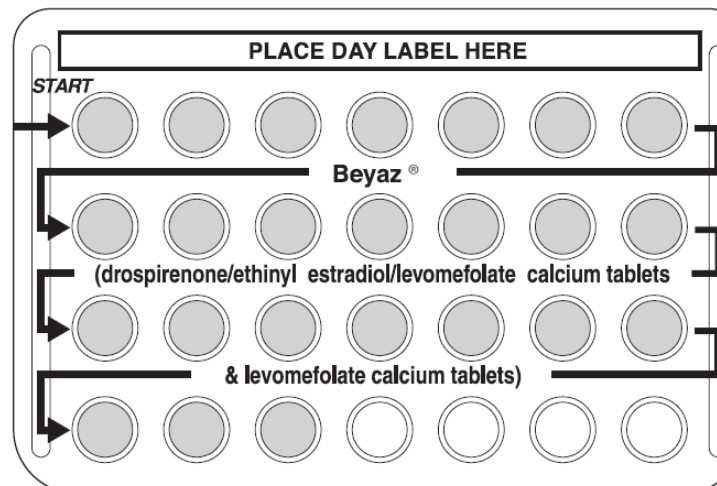 PLACE DAY LABEL HERE
START
Beyaz ®
(drospirenone/ethinyl estradiol/levomefolate calcium tablets
& levomefolate calcium tablets)